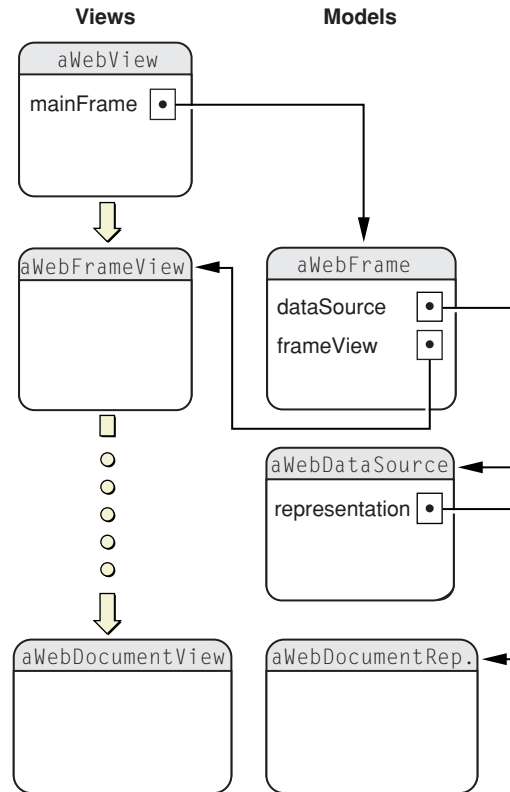 Views
Models
aWebView
mainFrame
aWebFrameView
aWebFrame
dataSource
frameView
aWebDataSource
representation
aWebDocumentView
aWebDocumentRep.